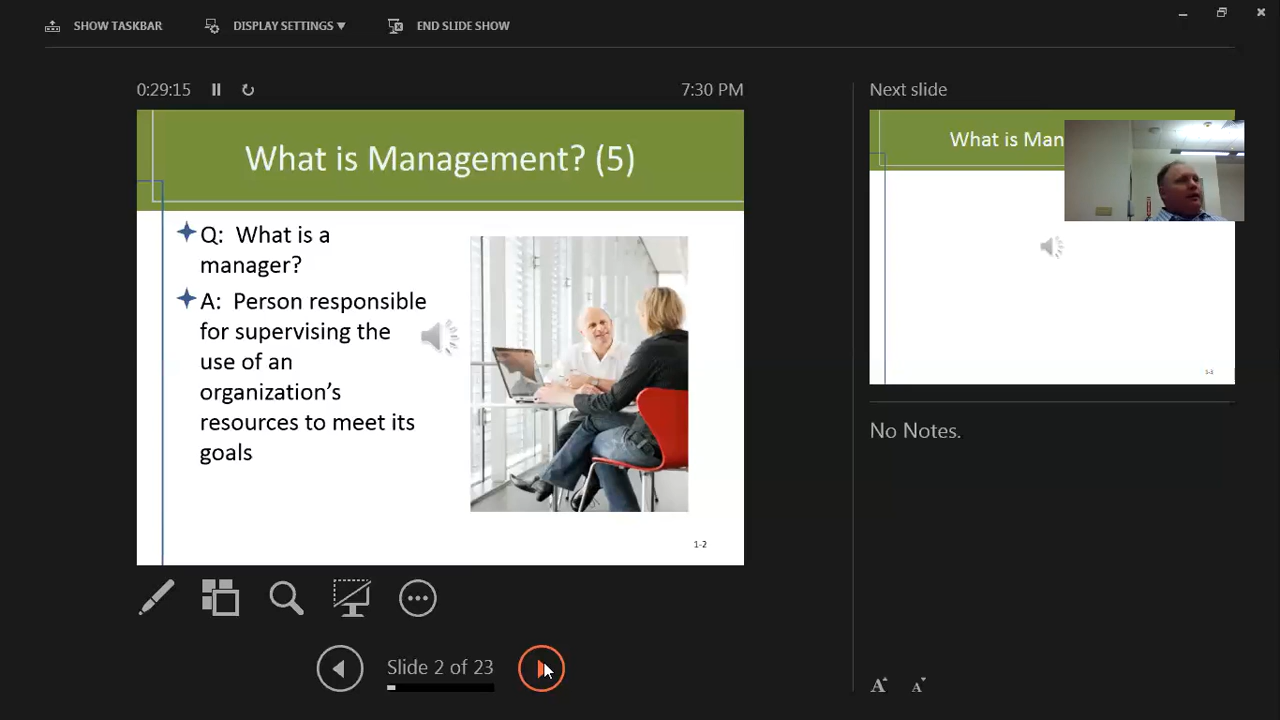 SHOW TASKBAR
DISPLAY SETTINGS ▼
END SLIDE SHOW
0:29:15
7:30 PM
Next slide
What is Management? (5)
Q: What is a
manager?
A: Person responsible
for supervising the
use of an
organization's
resources to meet its
goals
1-2
What is Man
No Notes.
Slide 2 of 23
A A